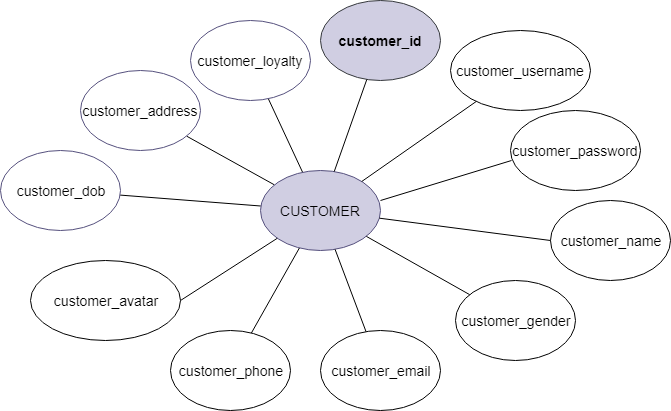 customer_id
customer_loyalty
customer_username
customer_address
customer_password
customer_dob
CUSTOMER
customer_name
customer_avatar
customer_gender
customer_phone
customer_email